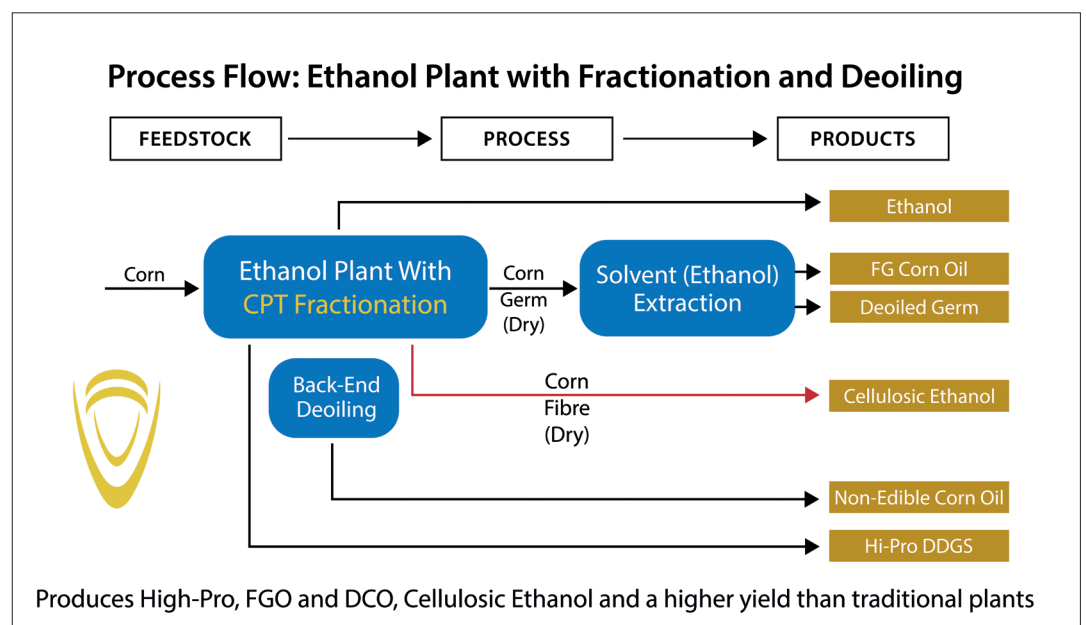 Process Flow: Ethanol Plant with Fractionation and Deoiling
FEEDSTOCK
PROCESS
PRODUCTS
Ethanol
Corn
Ethanol Plant With
CPT Fractionation
Corn
Germ
(Dry)
Solvent (Ethanol)
Extraction
FG Corn Oil
Deoiled Germ
Back-End
Deoiling
Corn
Fibre
(Dry)
Cellulosic Ethanol
Non-Edible Corn Oil
Hi-Pro DDGS
Produces High-Pro, FGO and DCO, Cellulosic Ethanol and a higher yield than traditional plants